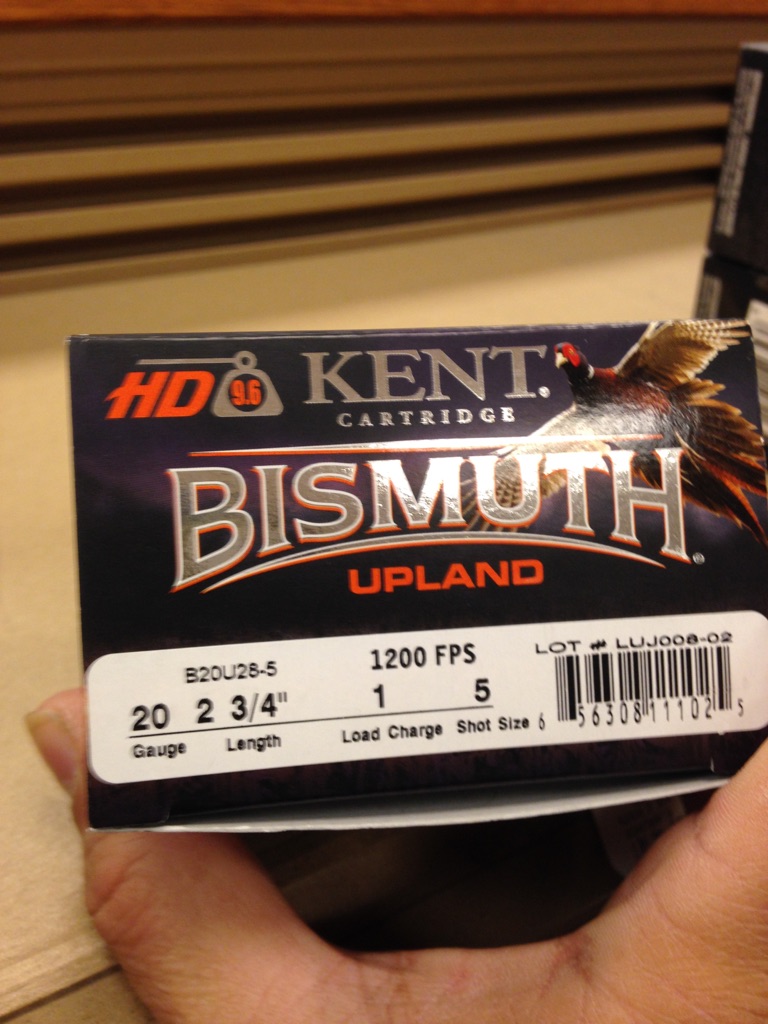 HD 9.6 KENT®
CARTRIDGE
BISMUTH®
UPLAND
B20U28-5 1200 FPS LOT # LUJ008-02
20 2 3/4" 1 5
Gauge Length Load Charge Shot Size
6 56308 11102 5